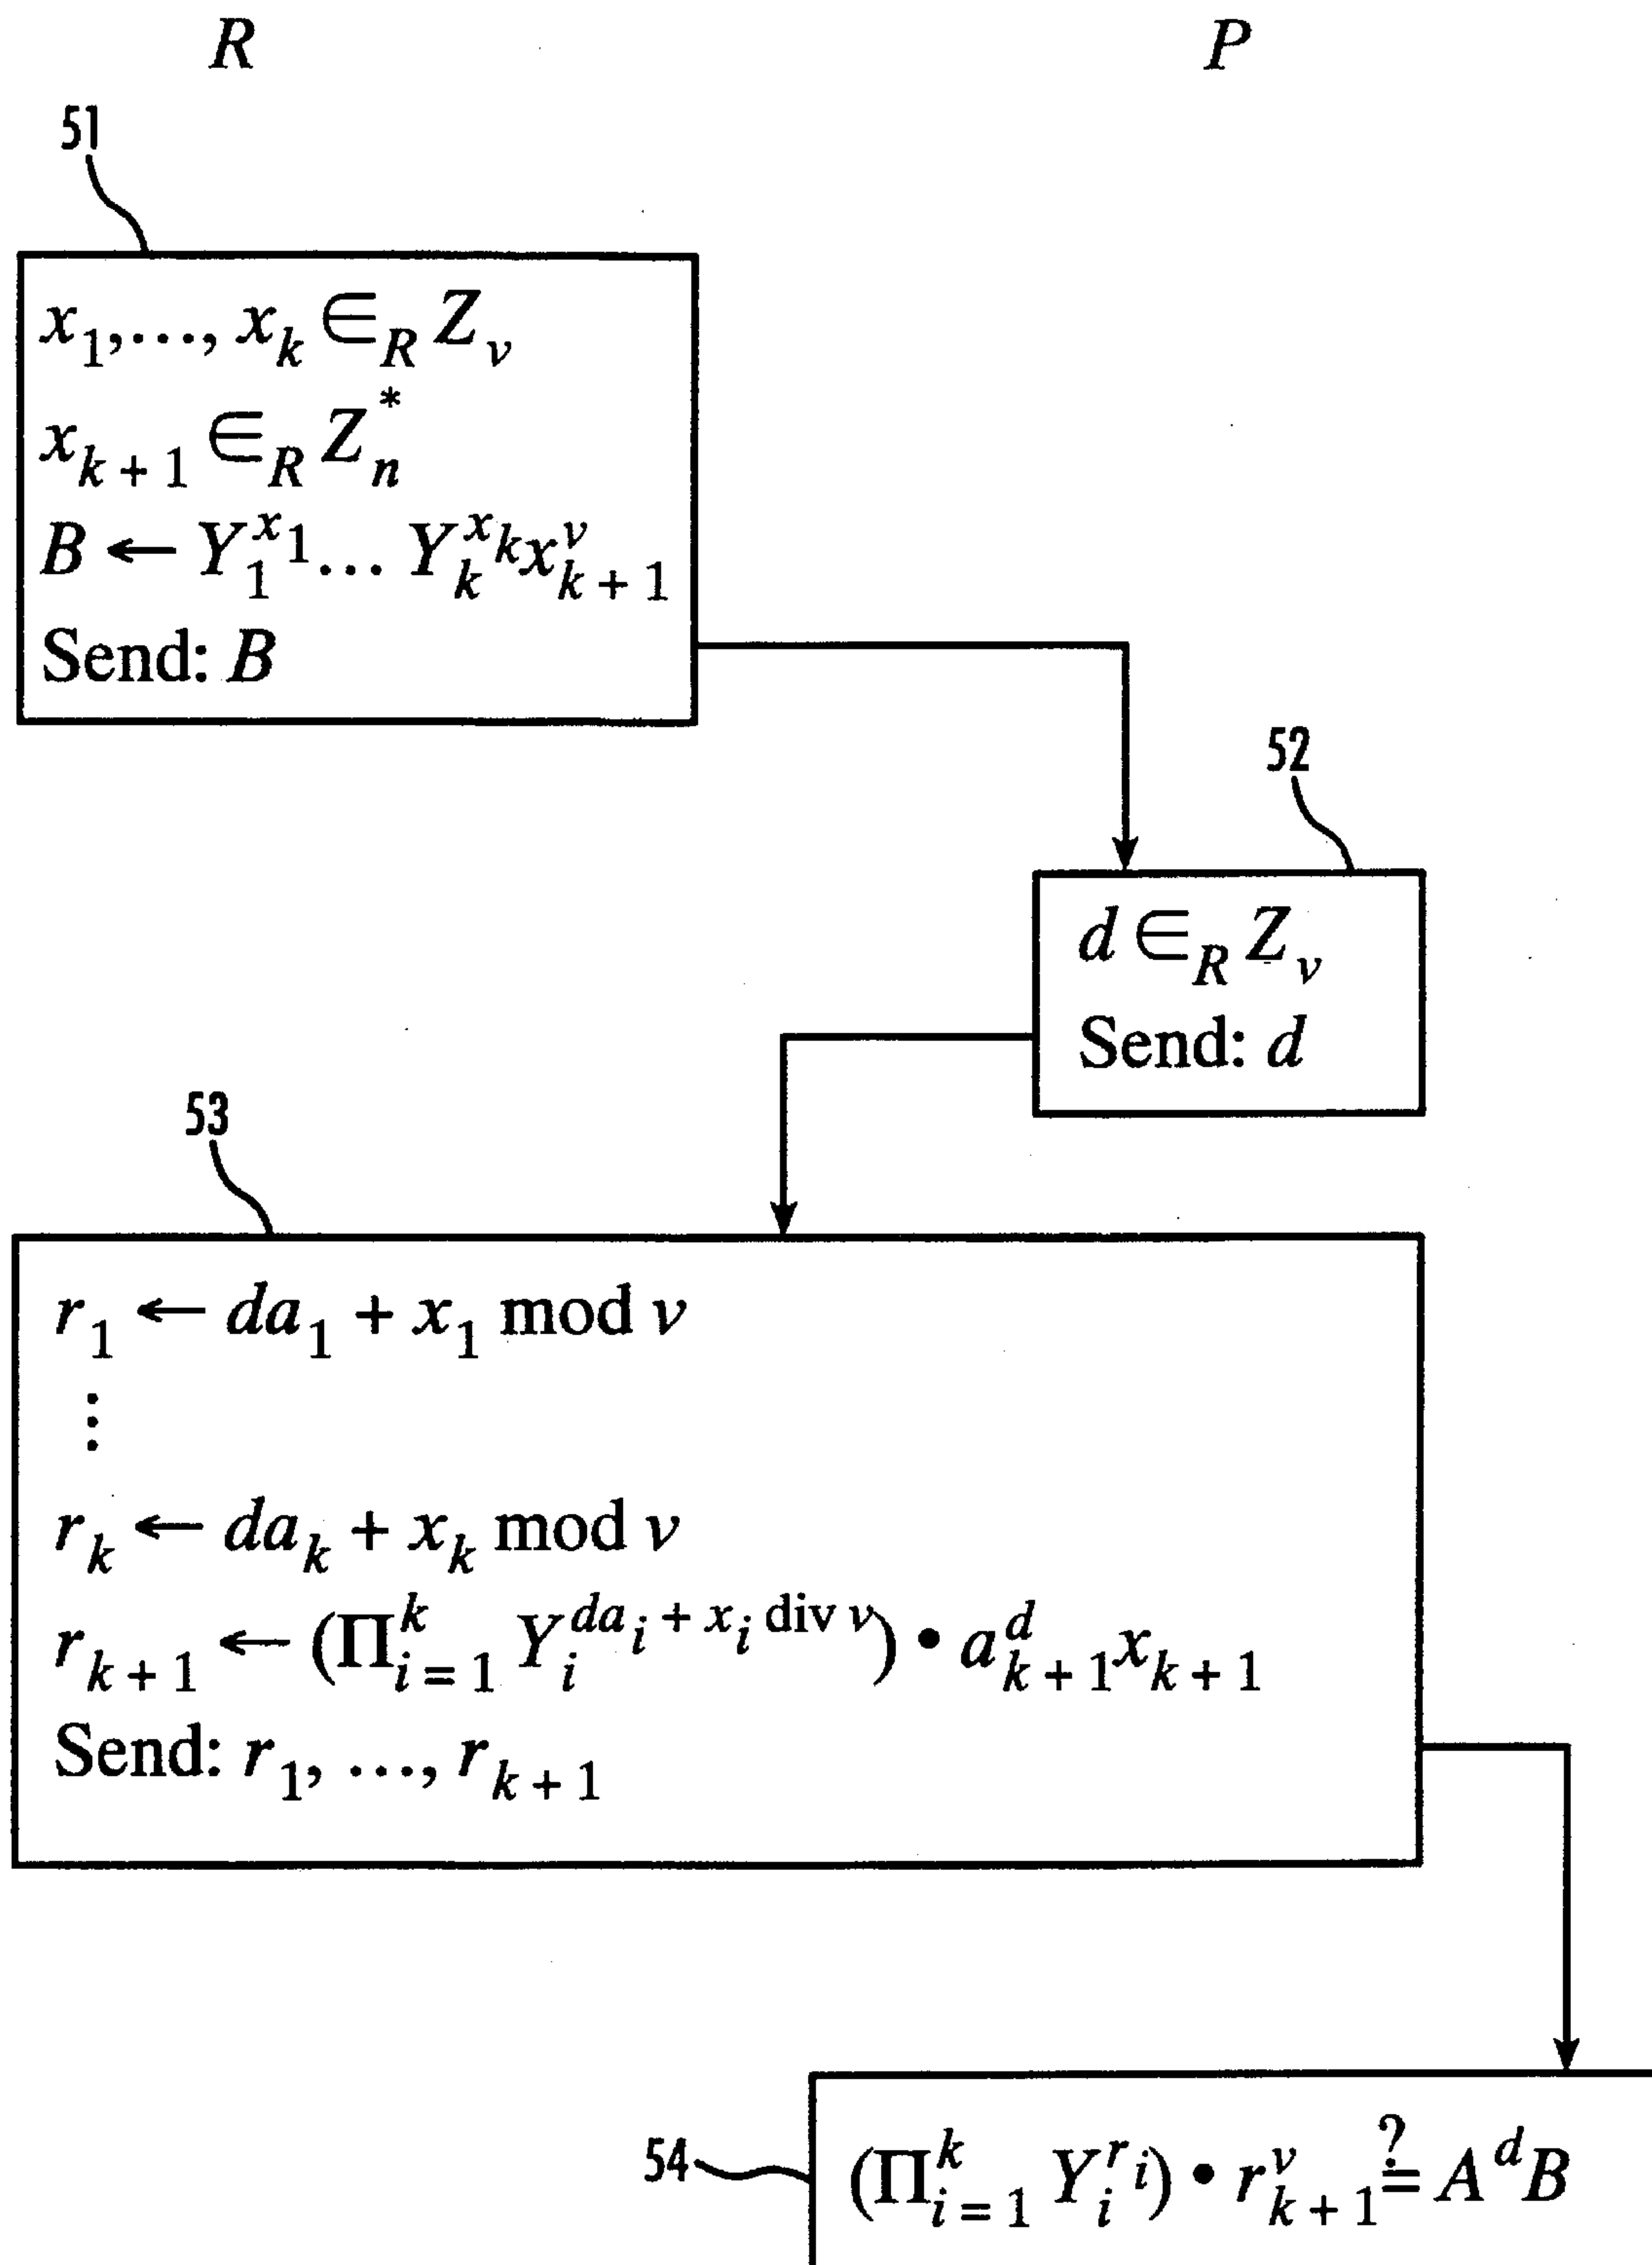 R P
51
x_1,..., x_k ∈_R Z_v
x_{k + 1} ∈_R Z_n^*
B ← Y_1^{x_1}... Y_k^{x_k} x_{k + 1}^v
Send: B
52
d ∈_R Z_v
Send: d
53
r_1 ← da_1 + x_1 mod v
⋮
r_k ← da_k + x_k mod v
r_{k + 1} ← (Π_{i = 1}^k Y_i^{da_i + x_i div v}) • a_{k + 1}^d x_{k + 1}
Send: r_1, ..., r_{k + 1}
54
(Π_{i = 1}^k Y_i^{r_i}) • r_{k + 1}^v ≟ A^d B